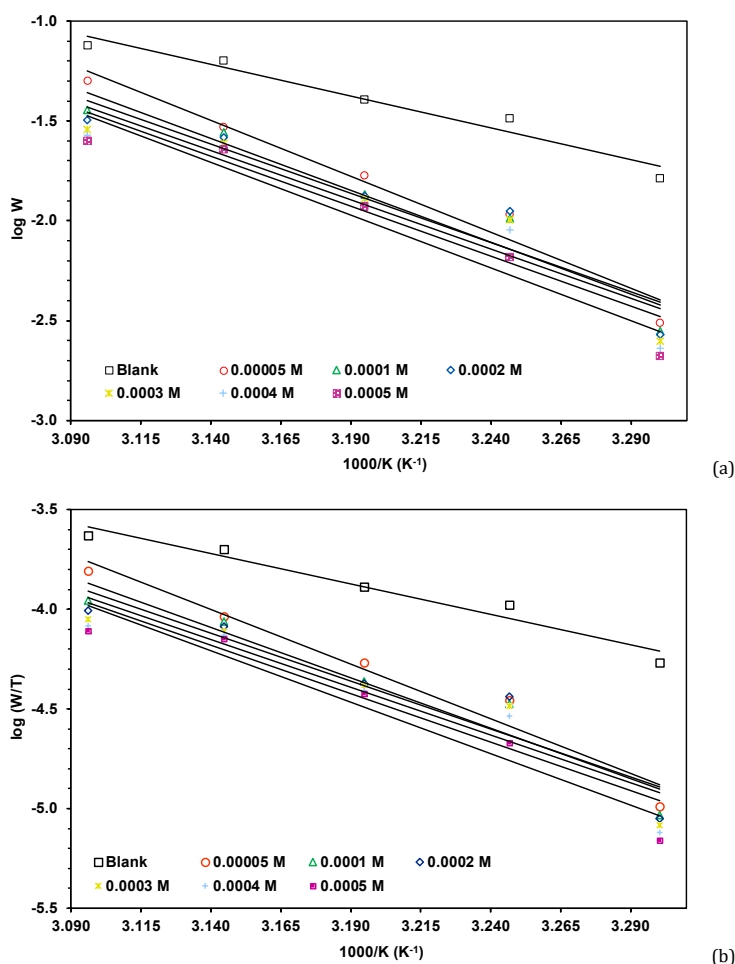 -1.0
-1.5
-2.0
-2.5
-3.0
log W
Blank 0.00005 M 0.0001 M 0.0002 M
0.0003 M 0.0004 M 0.0005 M
3.090 3.115 3.140 3.165 3.190 3.215 3.240 3.265 3.290
1000/K (K⁻¹)
(a)
-3.5
-4.0
-4.5
-5.0
-5.5
log (W/T)
Blank 0.00005 M 0.0001 M 0.0002 M
0.0003 M 0.0004 M 0.0005 M
3.090 3.115 3.140 3.165 3.190 3.215 3.240 3.265 3.290
1000/K (K⁻¹)
(b)